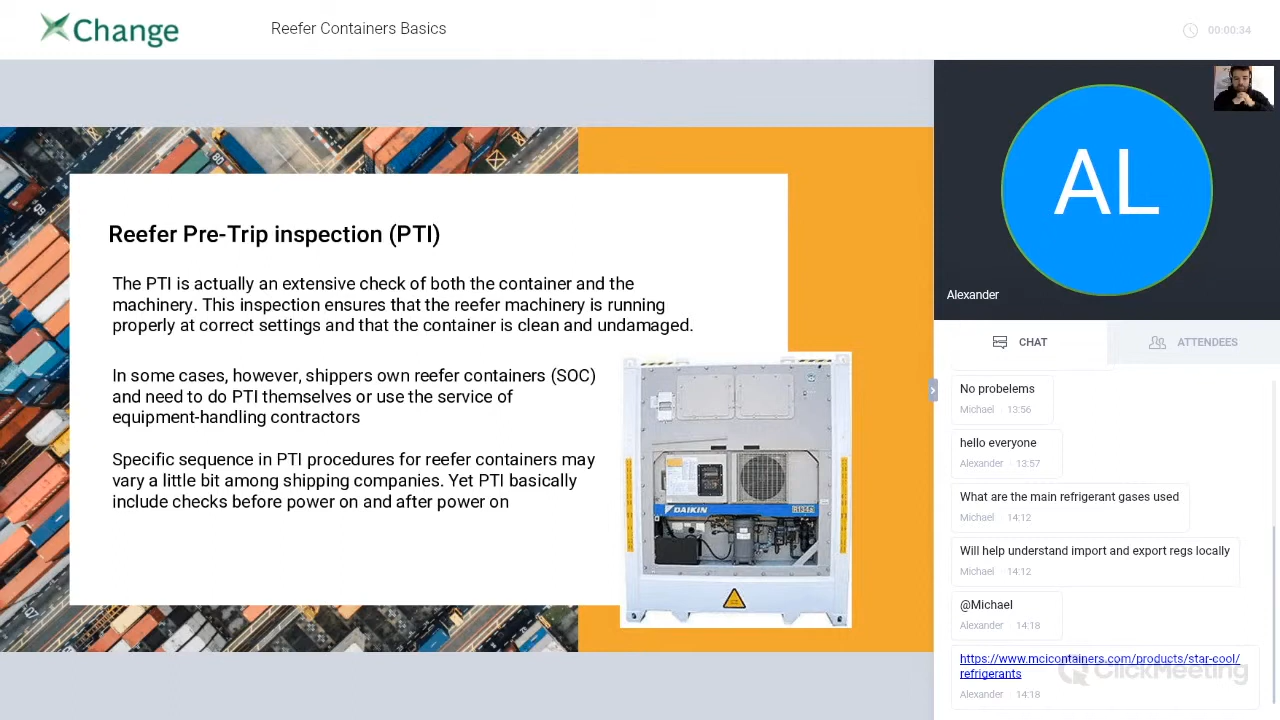 XChange
Reefer Containers Basics
00:00:34
80
Reefer Pre-Trip inspection (PTI)
The PTI is actually an extensive check of both the container and the
machinery. This inspection ensures that the reefer machinery is running
properly at correct settings and that the container is clean and undamaged.
In some cases, however, shippers own reefer containers (SOC)
and need to do PTI themselves or use the service of
equipment-handling contractors
Specific sequence in PTI procedures for reefer containers may
vary a little bit among shipping companies. Yet PTI basically
include checks before power on and after power on
DAIKIN
AL
Alexander
CHAT
ATTENDEES
No probelems
Michael 13:56
hello everyone
Alexander 13:57
What are the main refrigerant gases used
Michael 14:12
Will help understand import and export regs locally
Michael 14:12
@Michael
Alexander 14:18
https://www.mcicontainers.com/products/star-cool/
refrigerants
Alexander 14:18
ClickMeeting